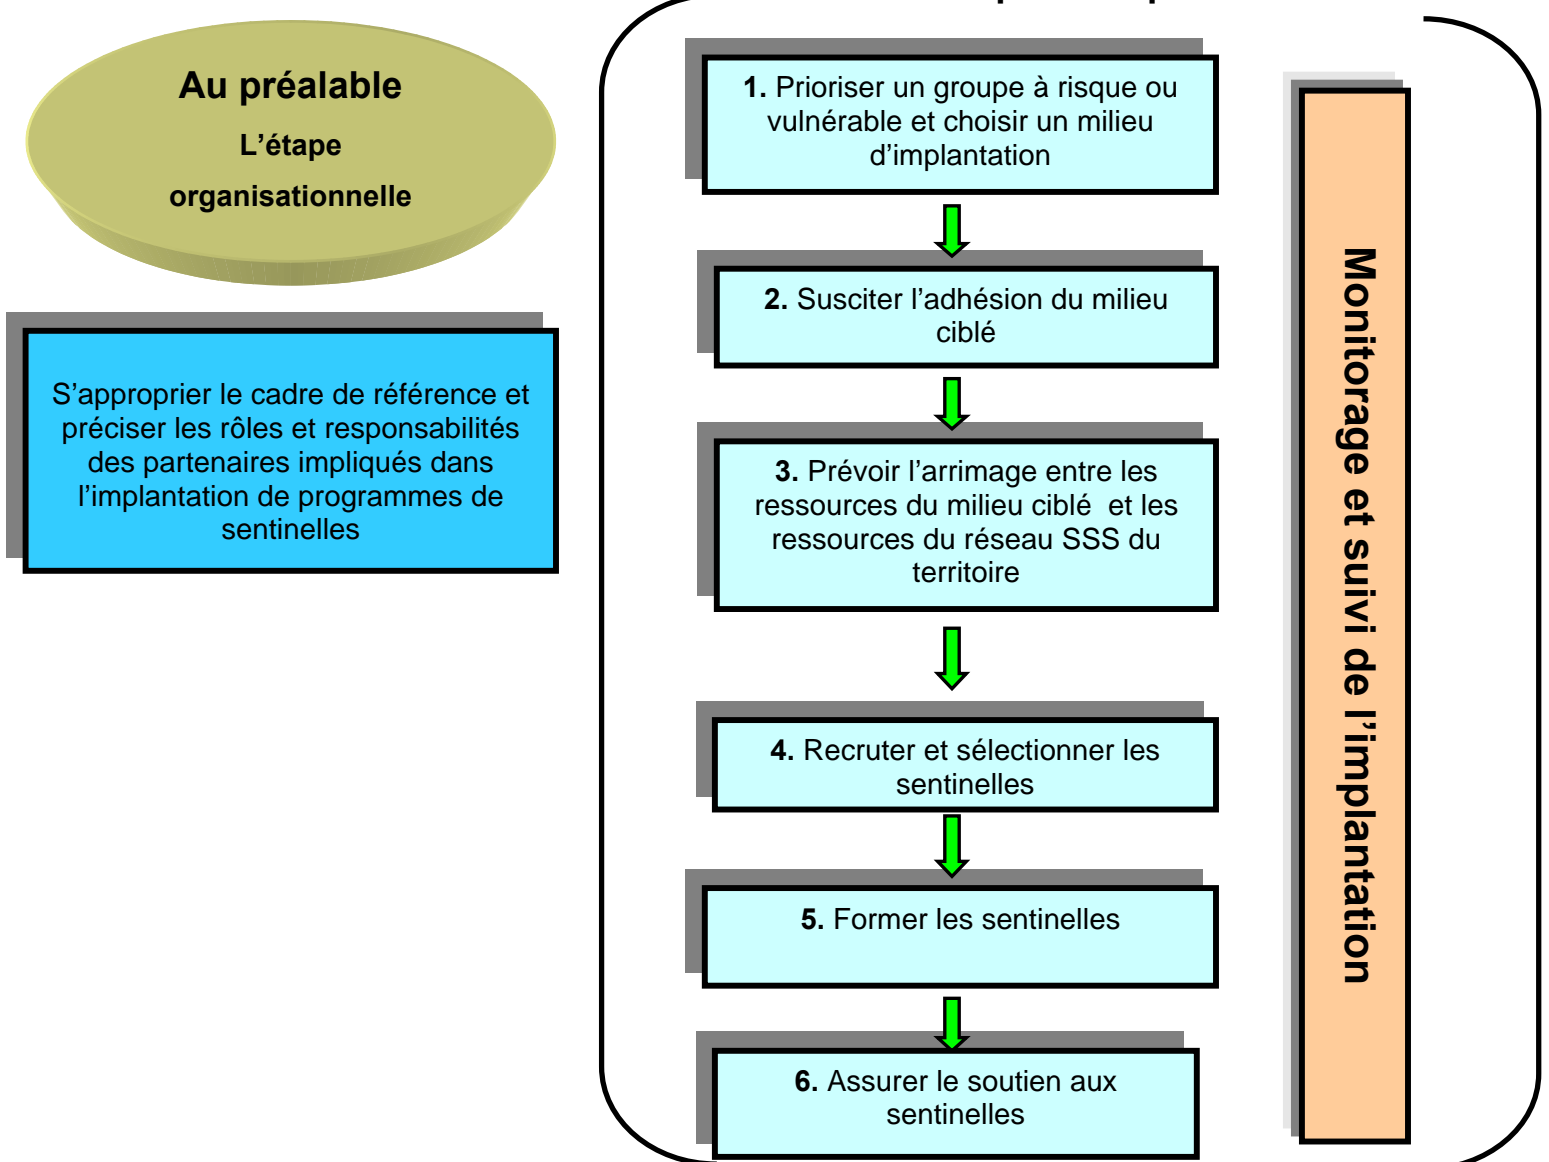 Au préalable
L’étape
organisationnelle
S’approprier le cadre de référence et
préciser les rôles et responsabilités
des partenaires impliqués dans
l’implantation de programmes de
sentinelles
1. Prioriser un groupe à risque ou
vulnérable et choisir un milieu
d’implantation
2. Susciter l’adhésion du milieu
ciblé
3. Prévoir l’arrimage entre les
ressources du milieu ciblé et les
ressources du réseau SSS du
territoire
4. Recruter et sélectionner les
sentinelles
5. Former les sentinelles
6. Assurer le soutien aux
sentinelles
Monitorage et suivi de l’implantation